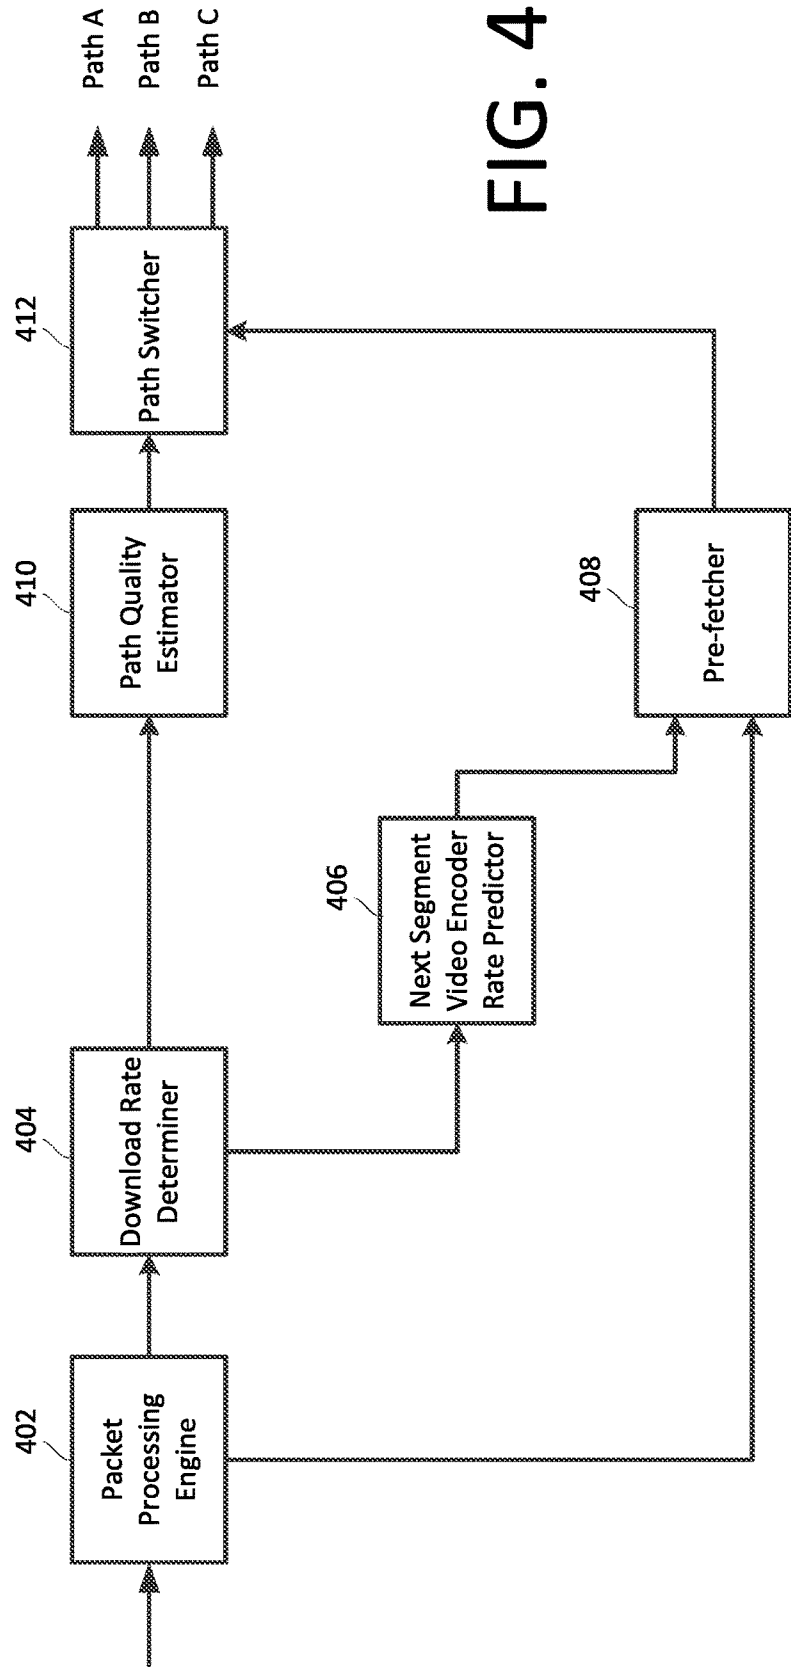 402
Packet
Processing
Engine
404
Download Rate
Determiner
410
Path Quality
Estimator
412
Path Switcher
Path A
Path B
Path C
406
Next Segment
Video Encoder
Rate Predictor
408
Pre-fetcher
FIG. 4